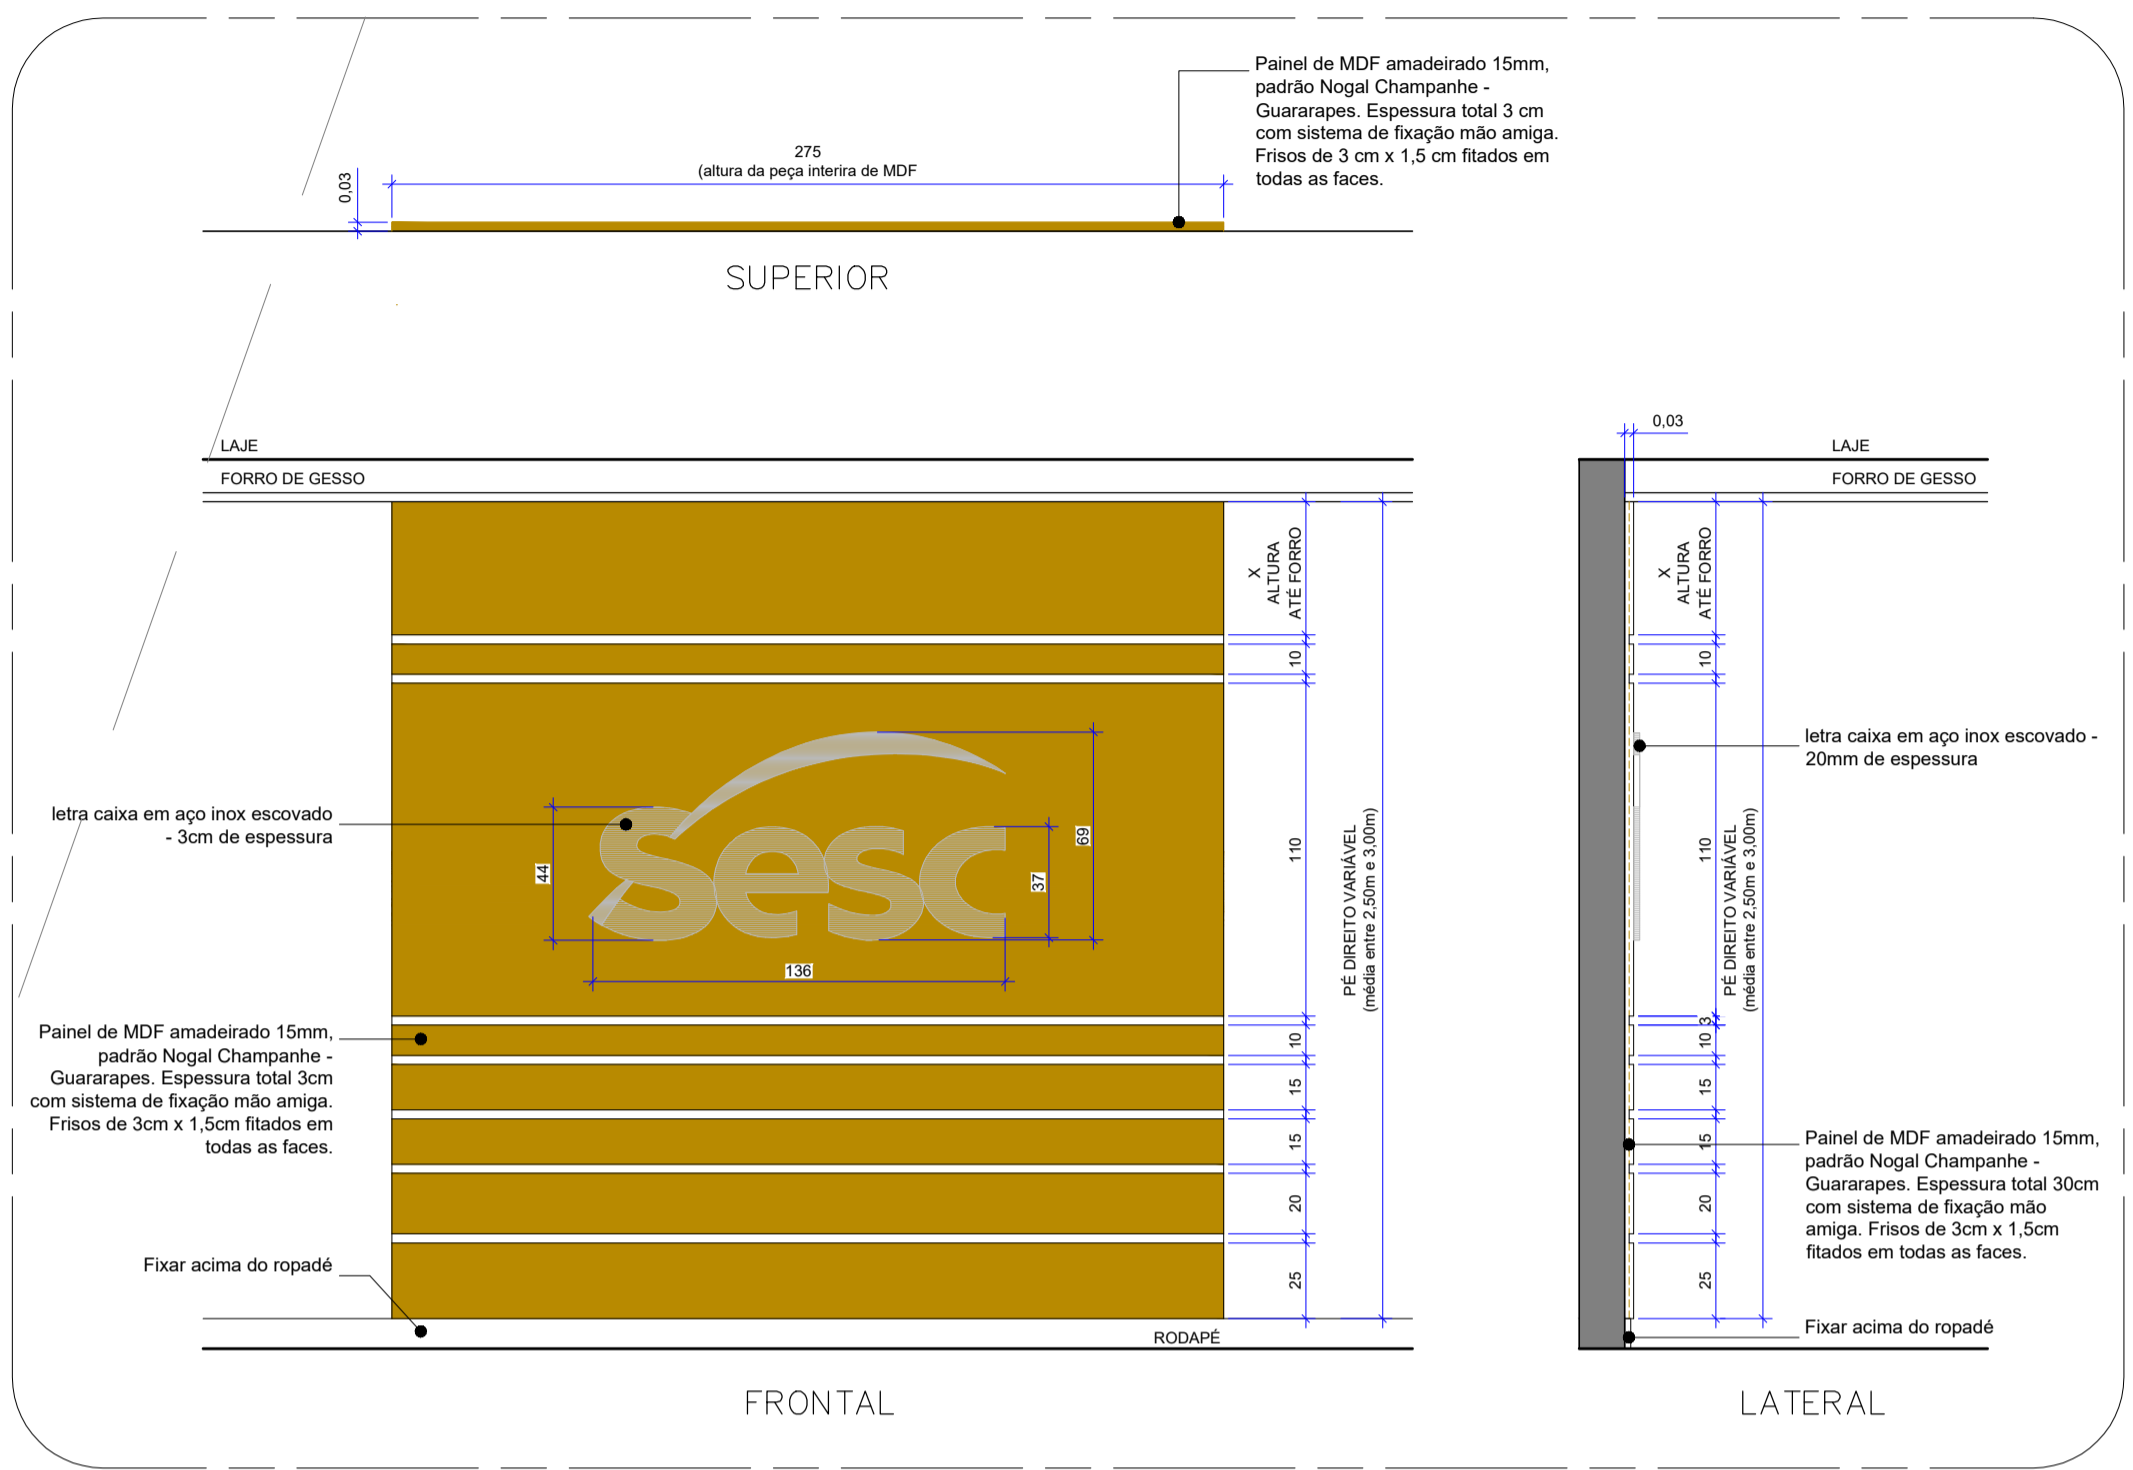 Painel de MDF amadeirado 15mm,
padrão Nogal Champanhe -
Guararapes. Espessura total 3 cm
com sistema de fixação mão amiga.
Frisos de 3 cm x 1,5 cm fitados em
todas as faces.
275
(altura da peça interira de MDF
0,03
SUPERIOR
LAJE
FORRO DE GESSO
X
ALTURA
ATÉ FORRO
10
110
10
15
15
20
25
PÉ DIREITO VARIÁVEL
(média entre 2,50m e 3,00m)
sesc
44
69
37
136
letra caixa em aço inox escovado
- 3cm de espessura
Painel de MDF amadeirado 15mm,
padrão Nogal Champanhe -
Guararapes. Espessura total 3cm
com sistema de fixação mão amiga.
Frisos de 3cm x 1,5cm fitados em
todas as faces.
Fixar acima do ropadé
RODAPÉ
FRONTAL
0,03
LAJE
FORRO DE GESSO
X
ALTURA
ATÉ FORRO
10
110
3
10
15
15
20
25
PÉ DIREITO VARIÁVEL
(média entre 2,50m e 3,00m)
letra caixa em aço inox escovado -
20mm de espessura
Painel de MDF amadeirado 15mm,
padrão Nogal Champanhe -
Guararapes. Espessura total 30cm
com sistema de fixação mão
amiga. Frisos de 3cm x 1,5cm
fitados em todas as faces.
Fixar acima do ropadé
LATERAL